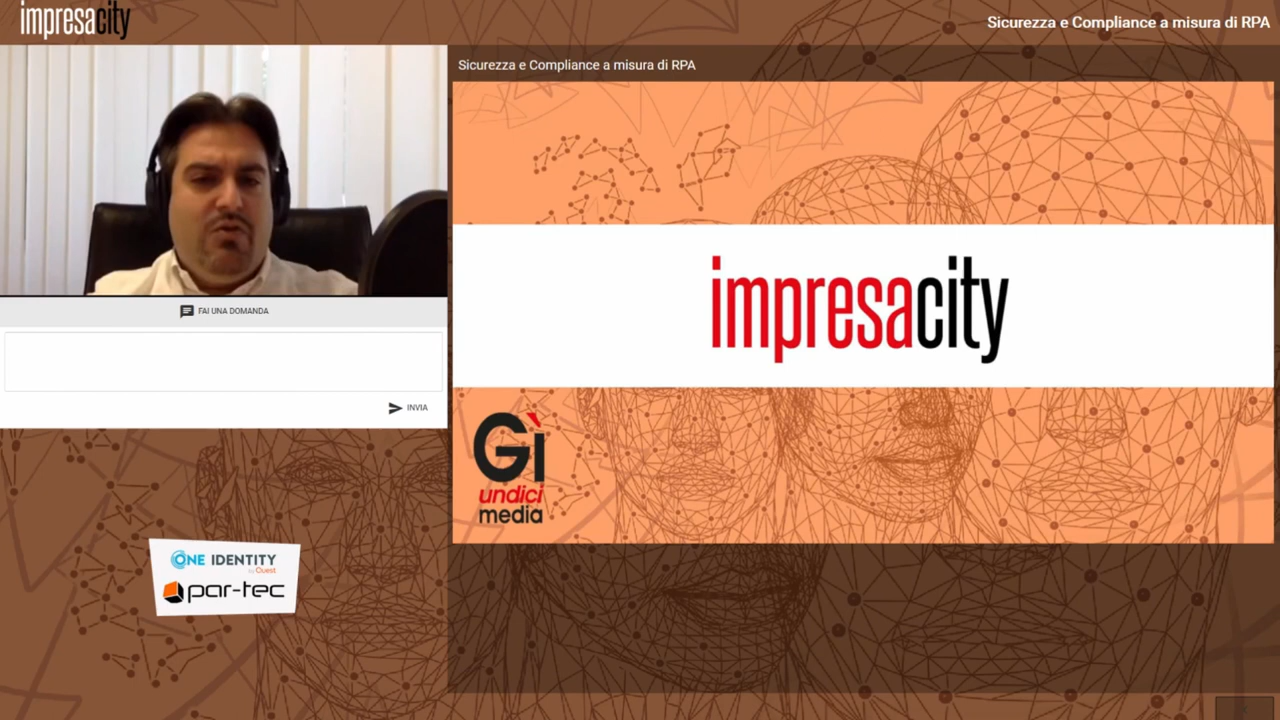 impresacity
Sicurezza e Compliance a misura di RPA
Sicurezza e Compliance a misura di RPA
FAI UNA DOMANDA
INVIA
impresacity
Gì
undici
media
ONE IDENTITY
by Quest
par-tec